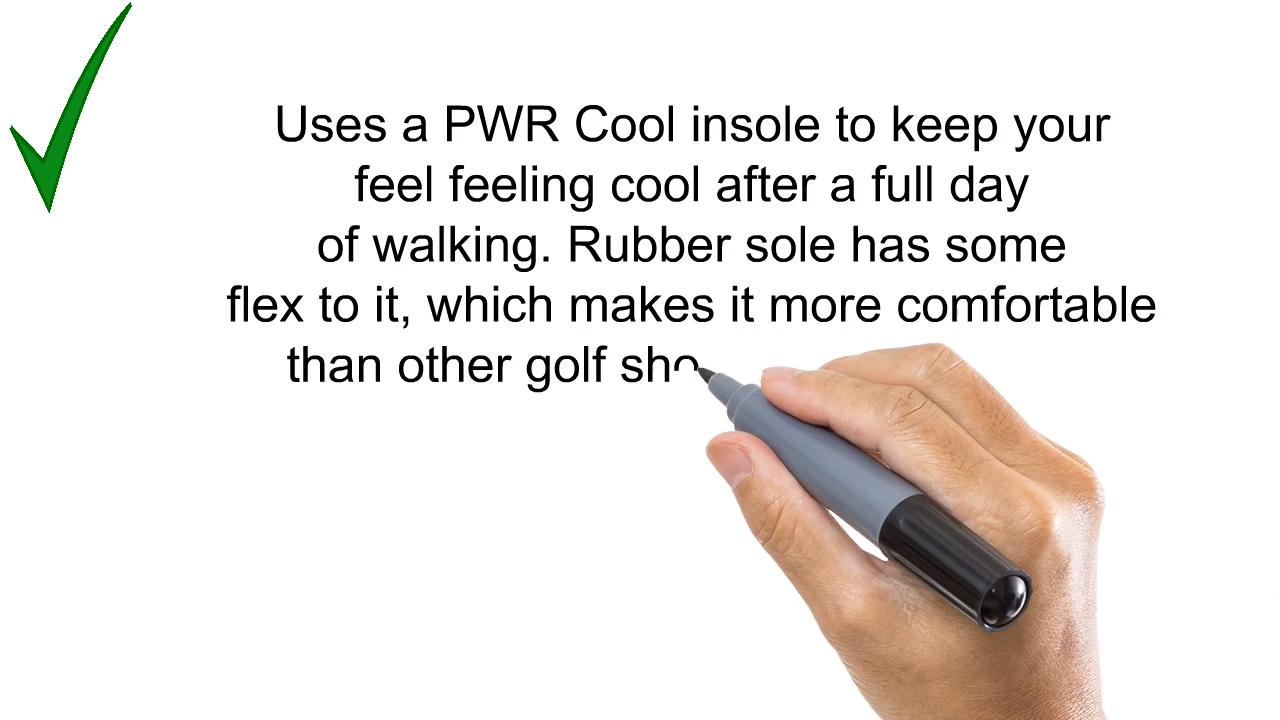 Uses a PWR Cool insole to keep your
feel feeling cool after a full day
of walking. Rubber sole has some
flex to it, which makes it more comfortable
than other golf sho